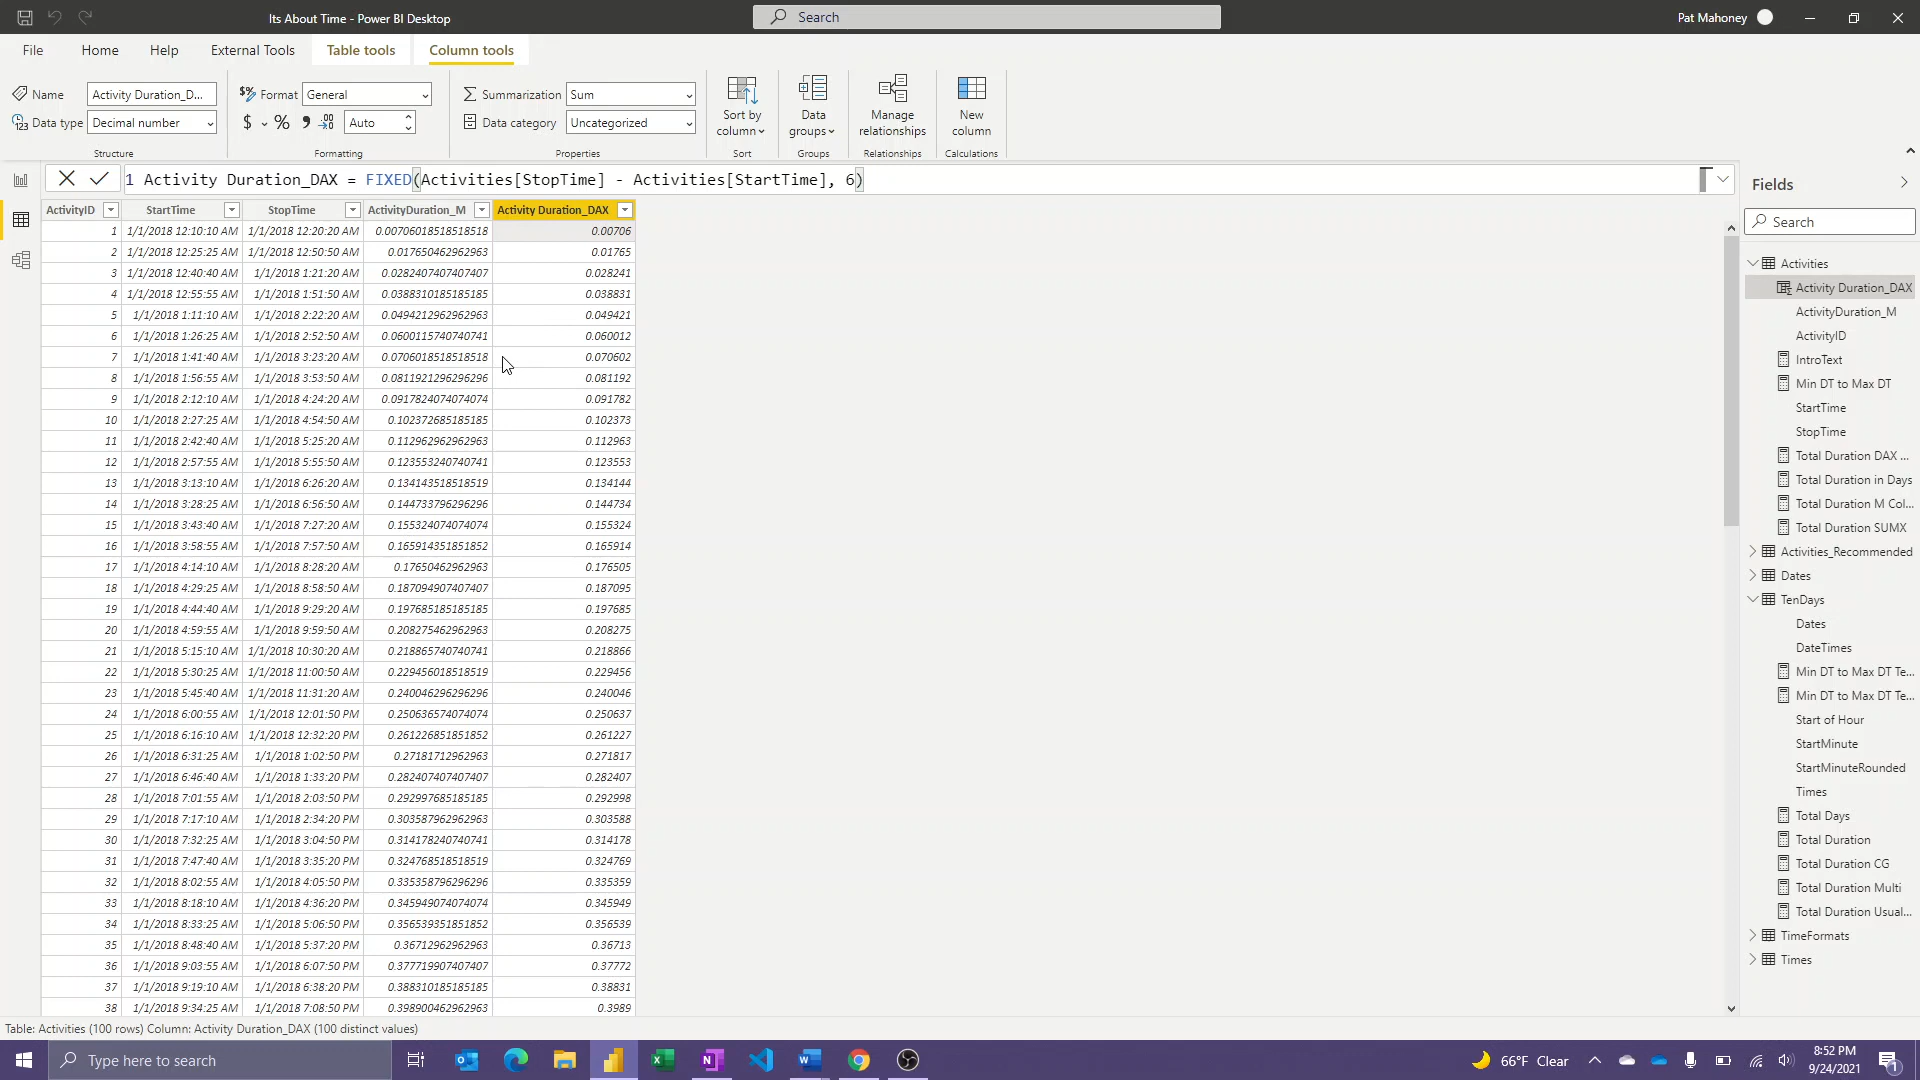 Its About Time - Power BI Desktop
Search
Pat Mahoney
File Home Help External Tools Table tools Column tools
Name Activity Duration_D...
Data type Decimal number
Structure
Format General
$ % 9 .00 Auto
Formatting
Summarization Sum
Data category Uncategorized
Properties
Sort by column
Sort
Data groups
Groups
Manage relationships
Relationships
New column
Calculations
1 Activity Duration_DAX = FIXED(Activities[StopTime] - Activities[StartTime], 6)
ActivityID StartTime StopTime ActivityDuration_M Activity Duration_DAX
1 1/1/2018 12:10:10 AM 1/1/2018 12:20:20 AM 0.00706018518518518 0.00706
2 1/1/2018 12:25:25 AM 1/1/2018 12:50:50 AM 0.017650462962963 0.01765
3 1/1/2018 12:40:40 AM 1/1/2018 1:21:20 AM 0.0282407407407407 0.028241
4 1/1/2018 12:55:55 AM 1/1/2018 1:51:50 AM 0.0388310185185185 0.038831
5 1/1/2018 1:11:10 AM 1/1/2018 2:22:20 AM 0.0494212962962963 0.049421
6 1/1/2018 1:26:25 AM 1/1/2018 2:52:50 AM 0.0600115740740741 0.060012
7 1/1/2018 1:41:40 AM 1/1/2018 3:23:20 AM 0.0706018518518518 0.070602
8 1/1/2018 1:56:55 AM 1/1/2018 3:53:50 AM 0.0811921296296296 0.081192
9 1/1/2018 2:12:10 AM 1/1/2018 4:24:20 AM 0.0917824074074074 0.091782
10 1/1/2018 2:27:25 AM 1/1/2018 4:54:50 AM 0.102372685185185 0.102373
11 1/1/2018 2:42:40 AM 1/1/2018 5:25:20 AM 0.112962962962963 0.112963
12 1/1/2018 2:57:55 AM 1/1/2018 5:55:50 AM 0.123553240740741 0.123553
13 1/1/2018 3:13:10 AM 1/1/2018 6:26:20 AM 0.134143518518519 0.134144
14 1/1/2018 3:28:25 AM 1/1/2018 6:56:50 AM 0.144733796296296 0.144734
15 1/1/2018 3:43:40 AM 1/1/2018 7:27:20 AM 0.155324074074074 0.155324
16 1/1/2018 3:58:55 AM 1/1/2018 7:57:50 AM 0.165914351851852 0.165914
17 1/1/2018 4:14:10 AM 1/1/2018 8:28:20 AM 0.17650462962963 0.176505
18 1/1/2018 4:29:25 AM 1/1/2018 8:58:50 AM 0.187094907407407 0.187095
19 1/1/2018 4:44:40 AM 1/1/2018 9:29:20 AM 0.197685185185185 0.197685
20 1/1/2018 4:59:55 AM 1/1/2018 9:59:50 AM 0.208275462962963 0.208275
21 1/1/2018 5:15:10 AM 1/1/2018 10:30:20 AM 0.218865740740741 0.218866
22 1/1/2018 5:30:25 AM 1/1/2018 11:00:50 AM 0.229456018518519 0.229456
23 1/1/2018 5:45:40 AM 1/1/2018 11:31:20 AM 0.240046296296296 0.240046
24 1/1/2018 6:00:55 AM 1/1/2018 12:01:50 PM 0.250636574074074 0.250637
25 1/1/2018 6:16:10 AM 1/1/2018 12:32:20 PM 0.261226851851852 0.261227
26 1/1/2018 6:31:25 AM 1/1/2018 1:02:50 PM 0.27181712962963 0.271817
27 1/1/2018 6:46:40 AM 1/1/2018 1:33:20 PM 0.282407407407407 0.282407
28 1/1/2018 7:01:55 AM 1/1/2018 2:03:50 PM 0.292997685185185 0.292998
29 1/1/2018 7:17:10 AM 1/1/2018 2:34:20 PM 0.303587962962963 0.303588
30 1/1/2018 7:32:25 AM 1/1/2018 3:04:50 PM 0.314178240740741 0.314178
31 1/1/2018 7:47:40 AM 1/1/2018 3:35:20 PM 0.324768518518519 0.324769
32 1/1/2018 8:02:55 AM 1/1/2018 4:05:50 PM 0.335358796296296 0.335359
33 1/1/2018 8:18:10 AM 1/1/2018 4:36:20 PM 0.345949074074074 0.345949
34 1/1/2018 8:33:25 AM 1/1/2018 5:06:50 PM 0.356539351851852 0.356539
35 1/1/2018 8:48:40 AM 1/1/2018 5:37:20 PM 0.36712962962963 0.36713
36 1/1/2018 9:03:55 AM 1/1/2018 6:07:50 PM 0.377719907407407 0.37772
37 1/1/2018 9:19:10 AM 1/1/2018 6:38:20 PM 0.388310185185185 0.38831
38 1/1/2018 9:34:25 AM 1/1/2018 7:08:50 PM 0.398900462962963 0.3989
Fields
Search
Activities
Activity Duration_DAX
ActivityDuration_M
ActivityID
IntroText
Min DT to Max DT
StartTime
StopTime
Total Duration DAX ...
Total Duration in Days
Total Duration M Col...
Total Duration SUMX
Activities_Recommended
Dates
TenDays
Dates
DateTimes
Min DT to Max DT Te...
Min DT to Max DT Te...
Start of Hour
StartMinute
StartMinuteRounded
Times
Total Days
Total Duration
Total Duration CG
Total Duration Multi
Total Duration Usual...
TimeFormats
Times
Table: Activities (100 rows) Column: Activity Duration_DAX (100 distinct values)
Type here to search
66°F Clear
8:52 PM
9/24/2021
1